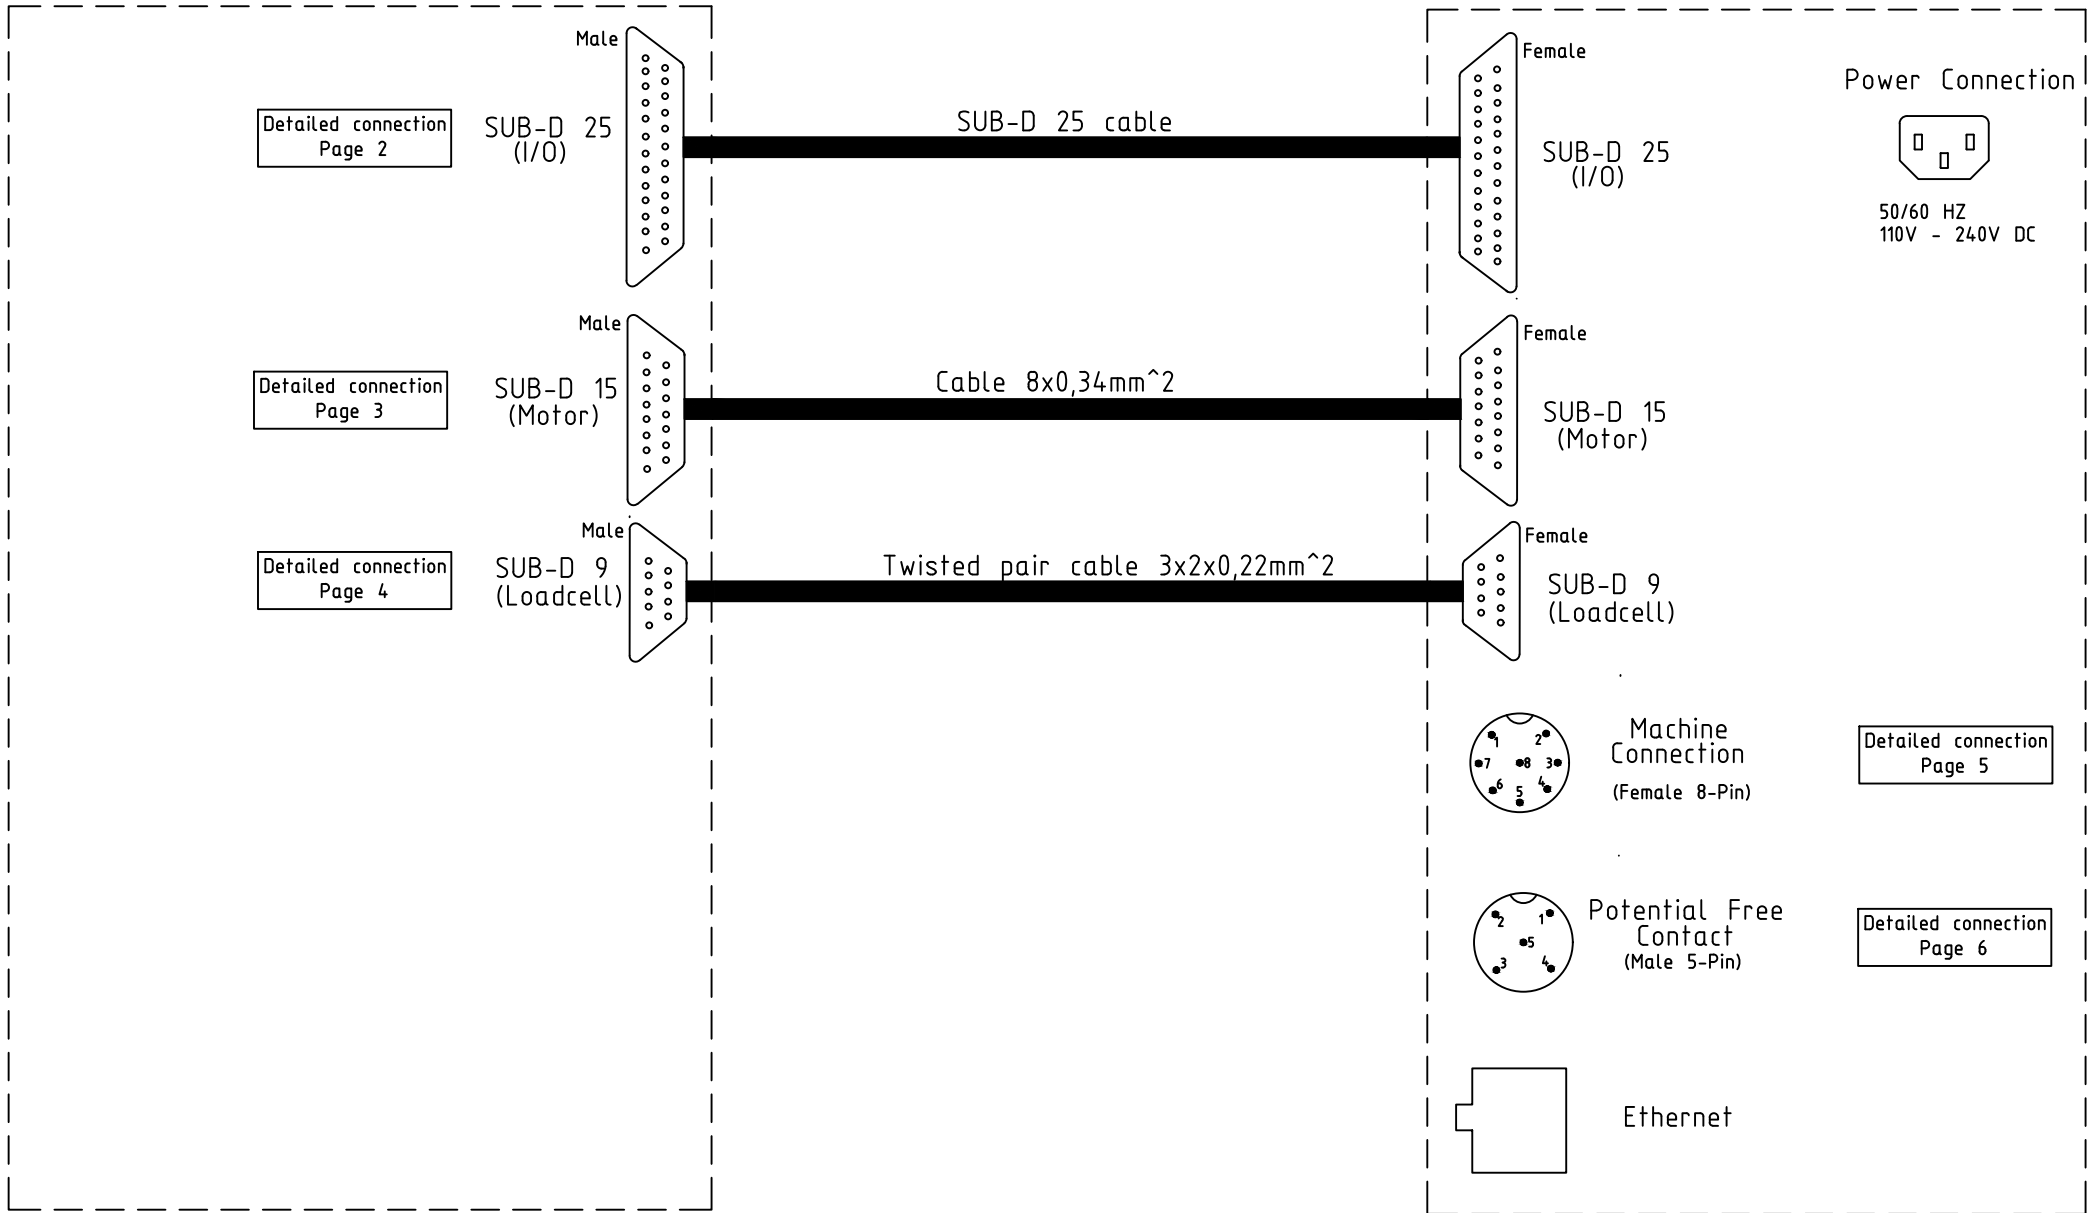 Male
Detailed connection
Page 2
SUB-D 25
(I/O)
SUB-D 25 cable
Female
SUB-D 25
(I/O)
Power Connection
50/60 HZ
110V - 240V DC
Male
Detailed connection
Page 3
SUB-D 15
(Motor)
Cable 8x0,34mm^2
Female
SUB-D 15
(Motor)
Male
Detailed connection
Page 4
SUB-D 9
(Loadcell)
Twisted pair cable 3x2x0,22mm^2
Female
SUB-D 9
(Loadcell)
1 2
7 8 3
6 5 4
Machine
Connection
(Female 8-Pin)
Detailed connection
Page 5
2 1
5
3 4
Potential Free
Contact
(Male 5-Pin)
Detailed connection
Page 6
Ethernet